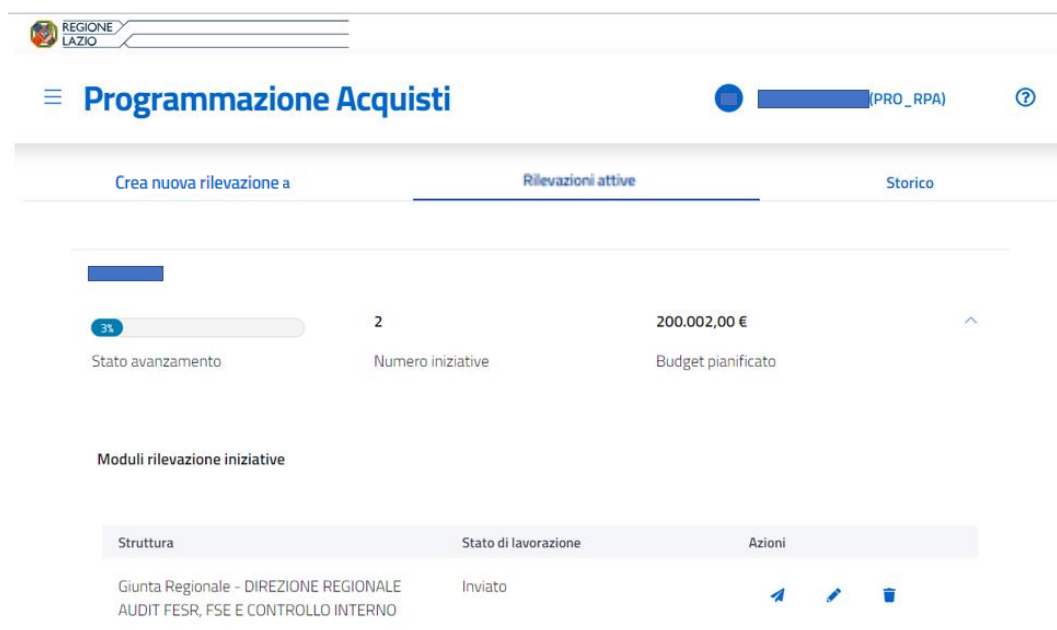 REGIONE
LAZIO
Programmazione Acquisti
(PRO_RPA)
Crea nuova rilevazione a
Rilevazioni attive
Storico
3%
2
200.002,00 €
Stato avanzamento
Numero iniziative
Budget pianificato
Moduli rilevazione iniziative
Struttura
Stato di lavorazione
Azioni
Giunta Regionale - DIREZIONE REGIONALE
AUDIT FESR, FSE E CONTROLLO INTERNO
Inviato